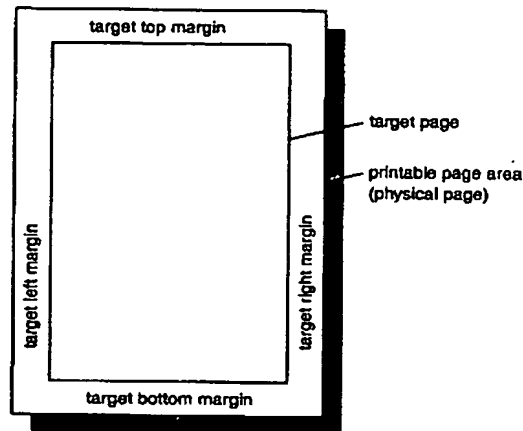 target top margin
target page
printable page area
(physical page)
target left margin
target right margin
target bottom margin